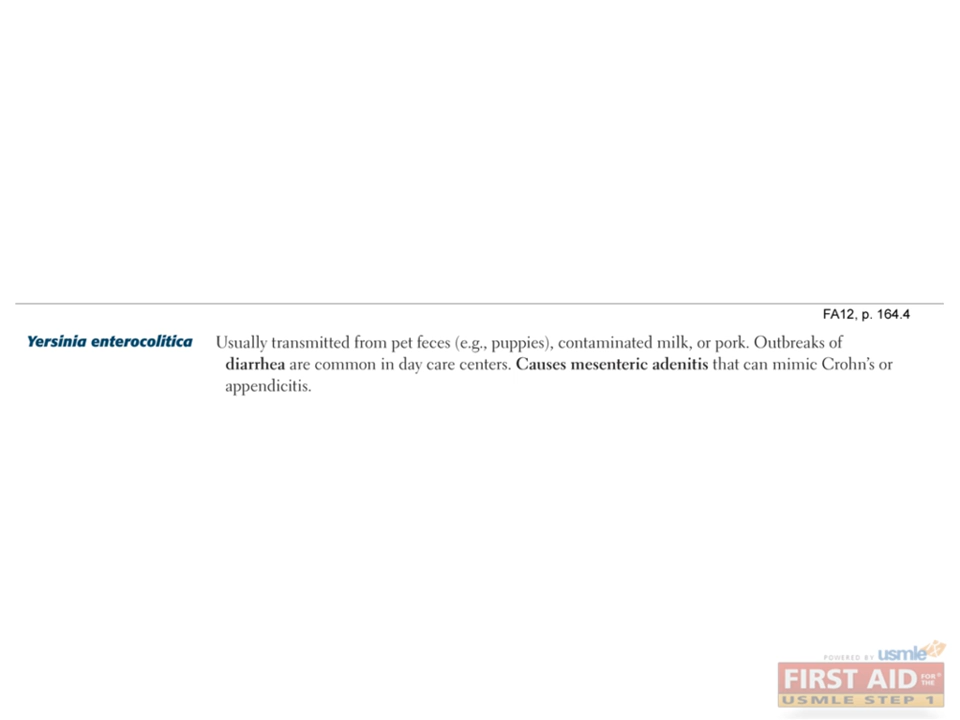 FA12, p. 164.4
Yersinia enterocolitica Usually transmitted from pet feces (e.g., puppies), contaminated milk, or pork. Outbreaks of
diarrhea are common in day care centers. Causes mesenteric adenitis that can mimic Crohn's or
appendicitis.
POWERED BY usmle
FIRST AID FOR THE
USMLE STEP 1